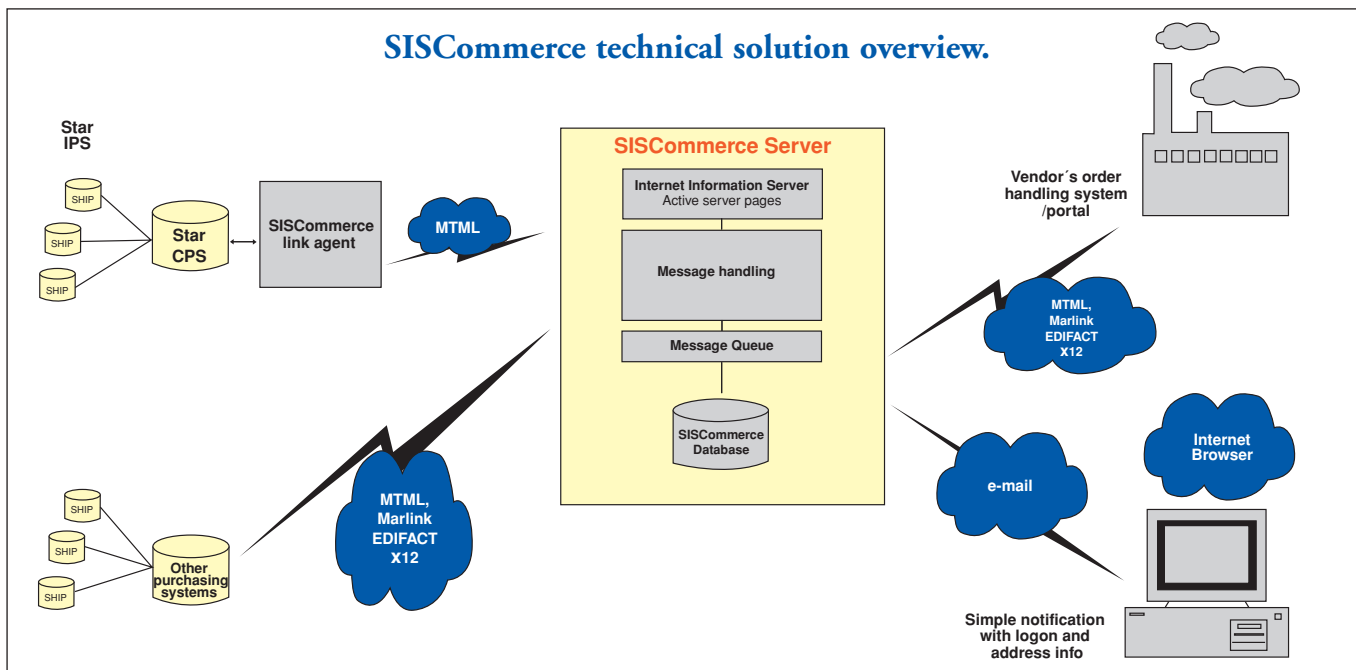 SISCommerce technical solution overview.
Star
IPS
SHIP
SHIP
SHIP
Star
CPS
SISCommerce
link agent
MTML
SISCommerce Server
Internet Information Server
Active server pages
Message handling
Message Queue
SISCommerce
Database
Vendor´s order
handling system
/portal
MTML,
Marlink
EDIFACT
X12
SHIP
SHIP
SHIP
Other
purchasing
systems
MTML,
Marlink
EDIFACT
X12
e-mail
Internet
Browser
Simple notification
with logon and
address info